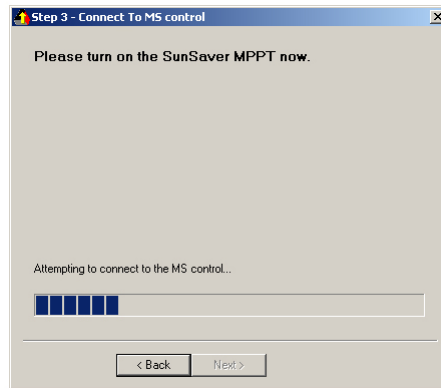 Step 3 - Connect To MS control
Please turn on the SunSaver MPPT now.
Attempting to connect to the MS control...
< Back
Next >